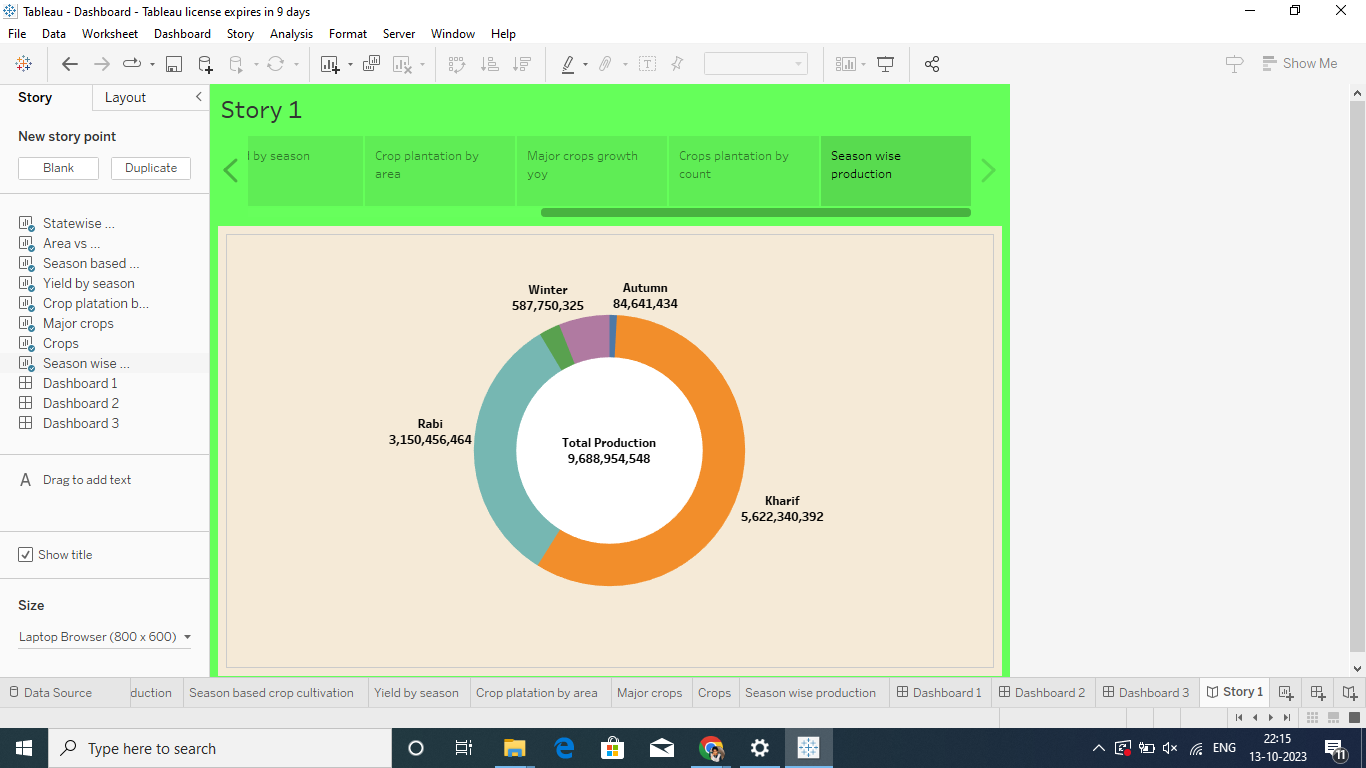 Tableau - Dashboard - Tableau license expires in 9 days
File Data Worksheet Dashboard Story Analysis Format Server Window Help
Show Me
Story Layout
New story point
Blank Duplicate
Statewise ...
Area vs ...
Season based ...
Yield by season
Crop platation b...
Major crops
Crops
Season wise ...
Dashboard 1
Dashboard 2
Dashboard 3
A Drag to add text
Show title
Size
Laptop Browser (800 x 600)
Story 1
l by season
Crop plantation by
area
Major crops growth
yoy
Crops plantation by
count
Season wise
production
Winter
587,750,325
Autumn
84,641,434
Rabi
3,150,456,464
Total Production
9,688,954,548
Kharif
5,622,340,392
Data Source duction Season based crop cultivation Yield by season Crop platation by area Major crops Crops Season wise production Dashboard 1 Dashboard 2 Dashboard 3 Story 1
Type here to search
ENG
22:15
13-10-2023
11